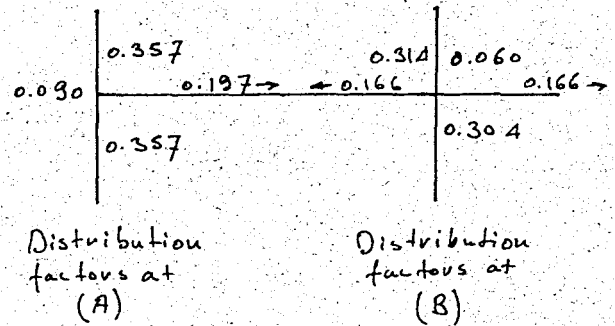 0.357
0.314 0.060
0.090 0.197→ ←0.166 0.166→
0.357 0.304
Distribution
factors at
(A)
Distribution
factors at
(B)